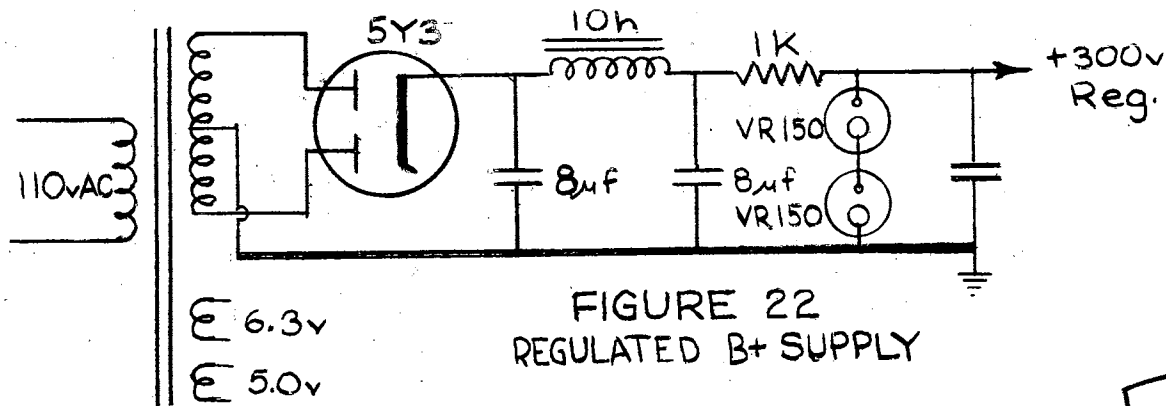 5Y3
10h
1K
+300v
Reg.
110vAC
8μf
8μf
VR150
VR150
6.3v
5.0v
FIGURE 22
REGULATED B+ SUPPLY